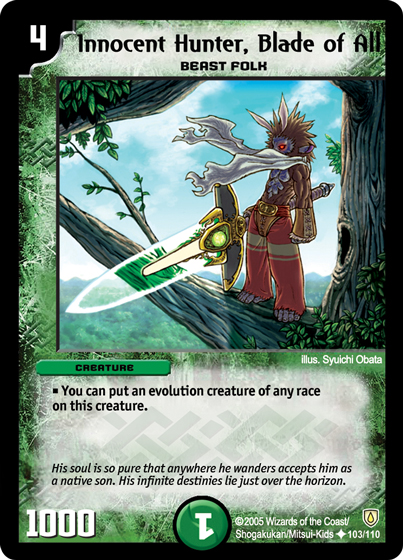 4
Innocent Hunter, Blade of All
BEAST FOLK
illus. Syuichi Obata
CREATURE
▪ You can put an evolution creature of any race
on this creature.
His soul is so pure that anywhere he wanders accepts him as
a native son. His infinite destinies lie just over the horizon.
1000
1
©2005 Wizards of the Coast/
Shogakukan/Mitsui-Kids ♦ 103/110